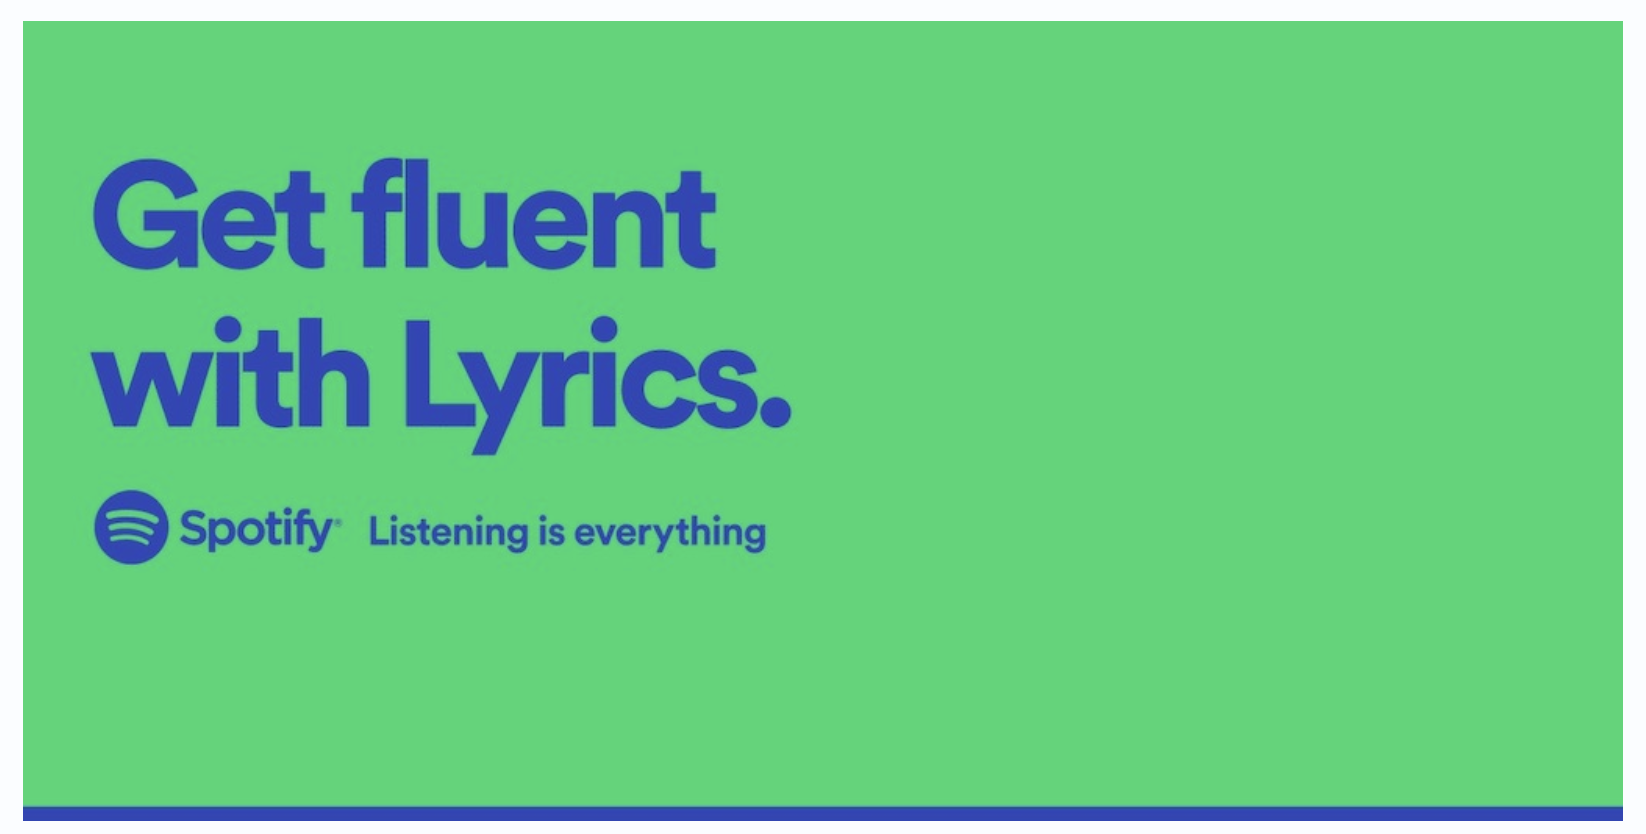 Get fluent
with Lyrics.
Spotify® Listening is everything